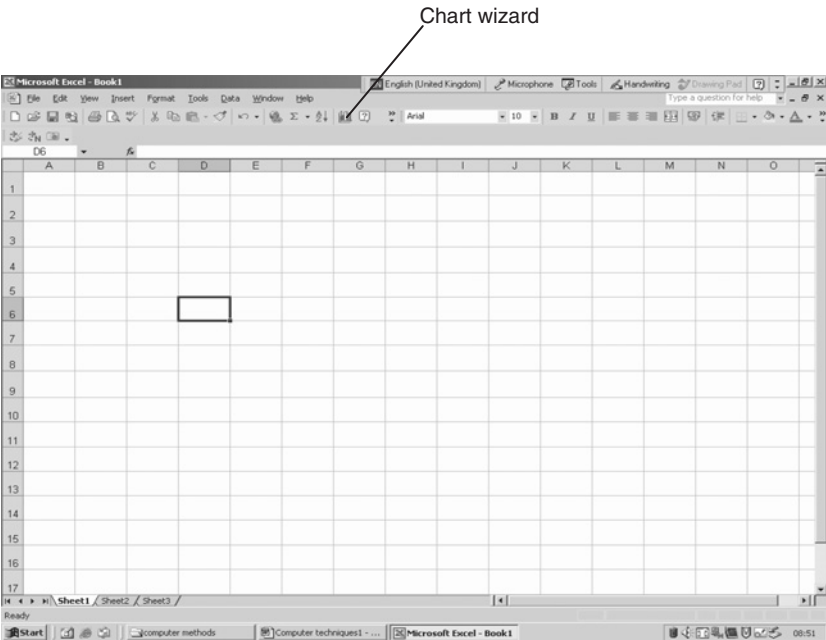 Chart wizard
Microsoft Excel - Book1
English (United Kingdom) Microphone Tools Handwriting Drawing Pad
File Edit View Insert Format Tools Data Window Help
Type a question for help
Arial 10 B I U
D6 fx
A B C D E F G H I J K L M N O
1
2
3
4
5
6
7
8
9
10
11
12
13
14
15
16
17
Sheet1 / Sheet2 / Sheet3 /
Ready
Start computer methods Computer techniques1 - ... Microsoft Excel - Book1 08:51